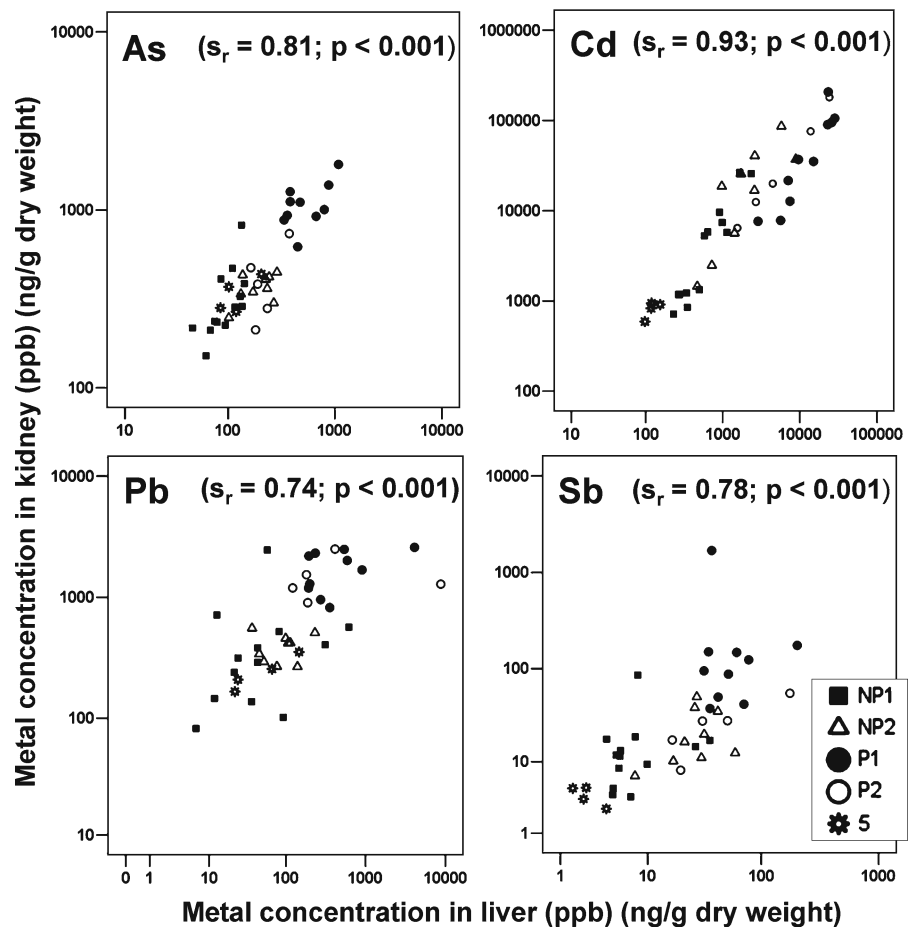 As (sr = 0.81; p < 0.001)
10000
1000
100
10 100 1000 10000
Cd (sr = 0.93; p < 0.001)
1000000
100000
10000
1000
100
10 100 1000 10000 100000
Metal concentration in kidney (ppb) (ng/g dry weight)
Pb (sr = 0.74; p < 0.001)
10000
1000
100
10
0 1 10 100 1000 10000
Sb (sr = 0.78; p < 0.001)
1000
1000
100
10
1
1 10 100 1000
NP1
NP2
P1
P2
5
Metal concentration in liver (ppb) (ng/g dry weight)